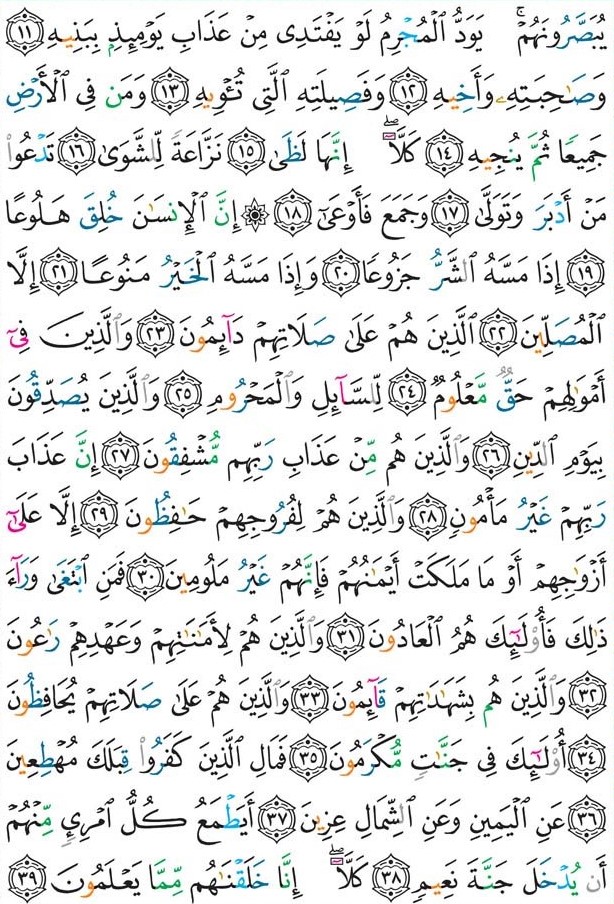 يُبَصَّرُونَهُمْ ۚ يَوَدُّ ٱلْمُجْرِمُ لَوْ يَفْتَدِى مِنْ عَذَابِ يَوْمِئِذٍۭ بِبَنِيهِ ﴿١١﴾
وَصَٰحِبَتِهِۦ وَأَخِيهِ ﴿١٢﴾ وَفَصِيلَتِهِ ٱلَّتِى تُـْٔوِيهِ ﴿١٣﴾ وَمَن فِى ٱلْأَرْضِ
جَمِيعًا ثُمَّ يُنجِيهِ ﴿١٤﴾ كَلَّآ ۖ إِنَّهَا لَظَىٰ ﴿١٥﴾ نَزَّاعَةً لِّلشَّوَىٰ ﴿١٦﴾ تَدْعُوا۟
مَنْ أَدْبَرَ وَتَوَلَّىٰ ﴿١٧﴾ وَجَمَعَ فَأَوْعَىٰٓ ﴿١٨﴾ ۞ إِنَّ ٱلْإِنسَٰنَ خُلِقَ هَلُوعًا
﴿١٩﴾ إِذَا مَسَّهُ ٱلشَّرُّ جَزُوعًا ﴿٢٠﴾ وَإِذَا مَسَّهُ ٱلْخَيْرُ مَنُوعًا ﴿٢١﴾ إِلَّا
ٱلْمُصَلِّينَ ﴿٢٢﴾ ٱلَّذِينَ هُمْ عَلَىٰ صَلَاتِهِمْ دَآئِمُونَ ﴿٢٣﴾ وَٱلَّذِينَ فِىٓ
أَمْوَٰلِهِمْ حَقٌّ مَّعْلُومٌ ﴿٢٤﴾ لِّلسَّآئِلِ وَٱلْمَحْرُومِ ﴿٢٥﴾ وَٱلَّذِينَ يُصَدِّقُونَ
بِيَوْمِ ٱلدِّينِ ﴿٢٦﴾ وَٱلَّذِينَ هُم مِّنْ عَذَابِ رَبِّهِم مُّشْفِقُونَ ﴿٢٧﴾ إِنَّ عَذَابَ
رَبِّهِمْ غَيْرُ مَأْمُونٍ ﴿٢٨﴾ وَٱلَّذِينَ هُمْ لِفُرُوجِهِمْ حَٰفِظُونَ ﴿٢٩﴾ إِلَّا عَلَىٰٓ
أَزْوَٰجِهِمْ أَوْ مَا مَلَكَتْ أَيْمَٰنُهُمْ فَإِنَّهُمْ غَيْرُ مَلُومِينَ ﴿٣٠﴾ فَمَنِ ٱبْتَغَىٰ وَرَآءَ
ذَٰلِكَ فَأُو۟لَٰٓئِكَ هُمُ ٱلْعَادُونَ ﴿٣١﴾ وَٱلَّذِينَ هُمْ لِأَمَٰنَٰتِهِمْ وَعَهْدِهِمْ رَٰعُونَ
﴿٣٢﴾ وَٱلَّذِينَ هُم بِشَهَٰدَٰتِهِمْ قَآئِمُونَ ﴿٣٣﴾ وَٱلَّذِينَ هُمْ عَلَىٰ صَلَاتِهِمْ يُحَافِظُونَ
﴿٣٤﴾ أُو۟لَٰٓئِكَ فِى جَنَّٰتٍ مُّكْرَمُونَ ﴿٣٥﴾ فَمَالِ ٱلَّذِينَ كَفَرُوا۟ قِبَلَكَ مُهْطِعِينَ
﴿٣٦﴾ عَنِ ٱلْيَمِينِ وَعَنِ ٱلشِّمَالِ عِزِينَ ﴿٣٧﴾ أَيَطْمَعُ كُلُّ ٱمْرِئٍ مِّنْهُمْ
أَن يُدْخَلَ جَنَّةَ نَعِيمٍ ﴿٣٨﴾ كَلَّآ ۖ إِنَّا خَلَقْنَٰهُم مِّمَّا يَعْلَمُونَ ﴿٣٩﴾